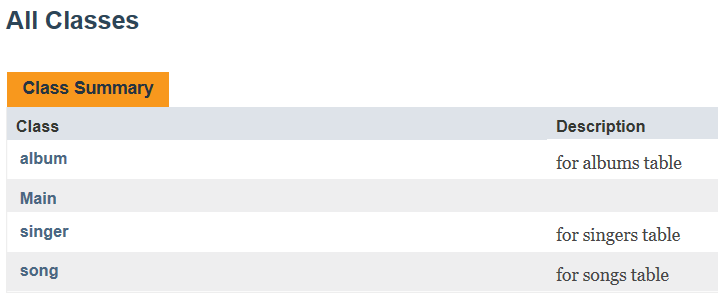 All Classes
Class Summary
Class Description
album for albums table
Main
singer for singers table
song for songs table